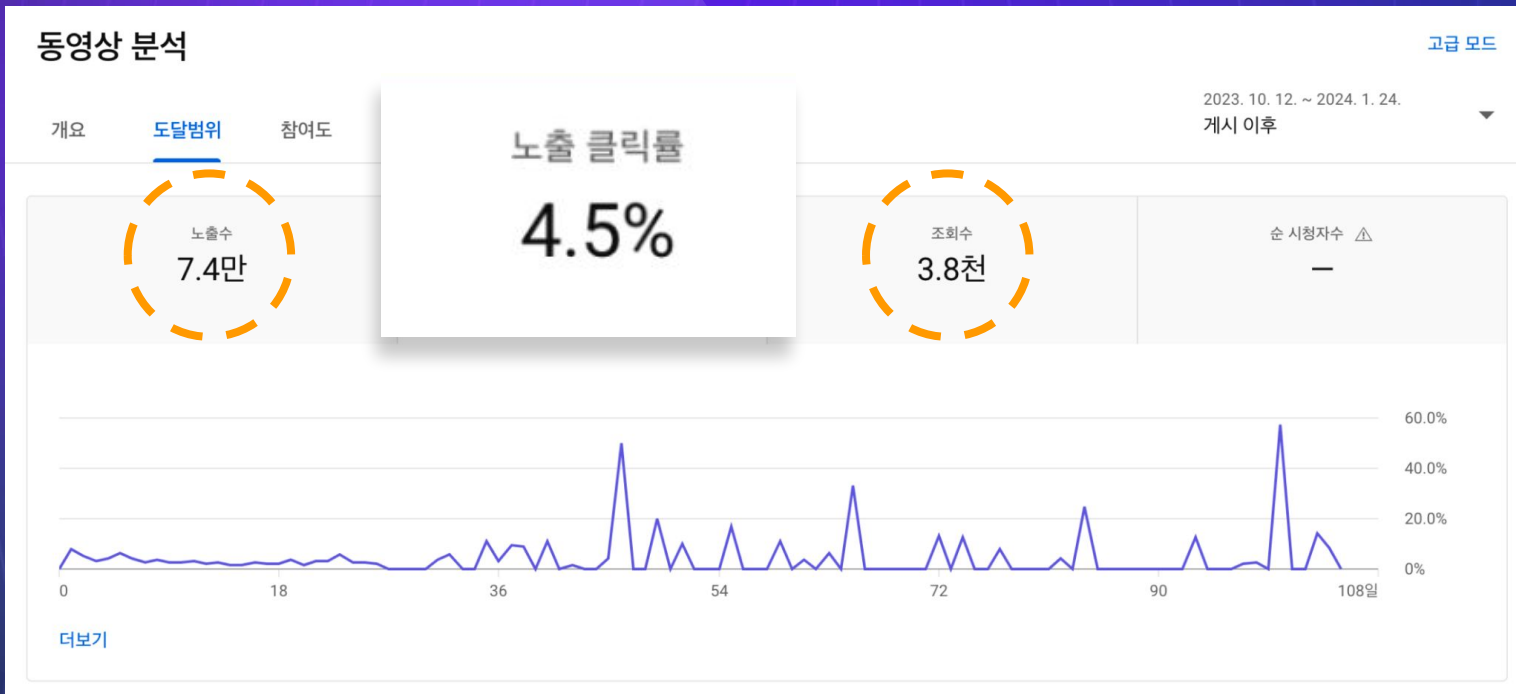 동영상 분석
고급 모드
개요
도달범위
참여도
2023. 10. 12. ~ 2024. 1. 24.
게시 이후
노출수
7.4만
노출 클릭률
4.5%
조회수
3.8천
순 시청자수
—
60.0%
40.0%
20.0%
0%
0
18
36
54
72
90
108일
더보기